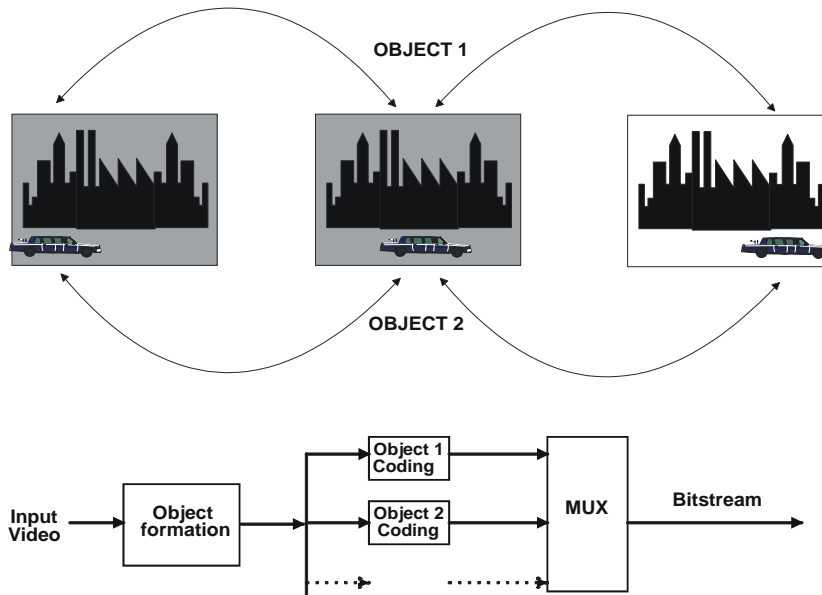 OBJECT 1
OBJECT 2
Object 1
Coding
Input
Video
Object
formation
Object 2
Coding
MUX
Bitstream